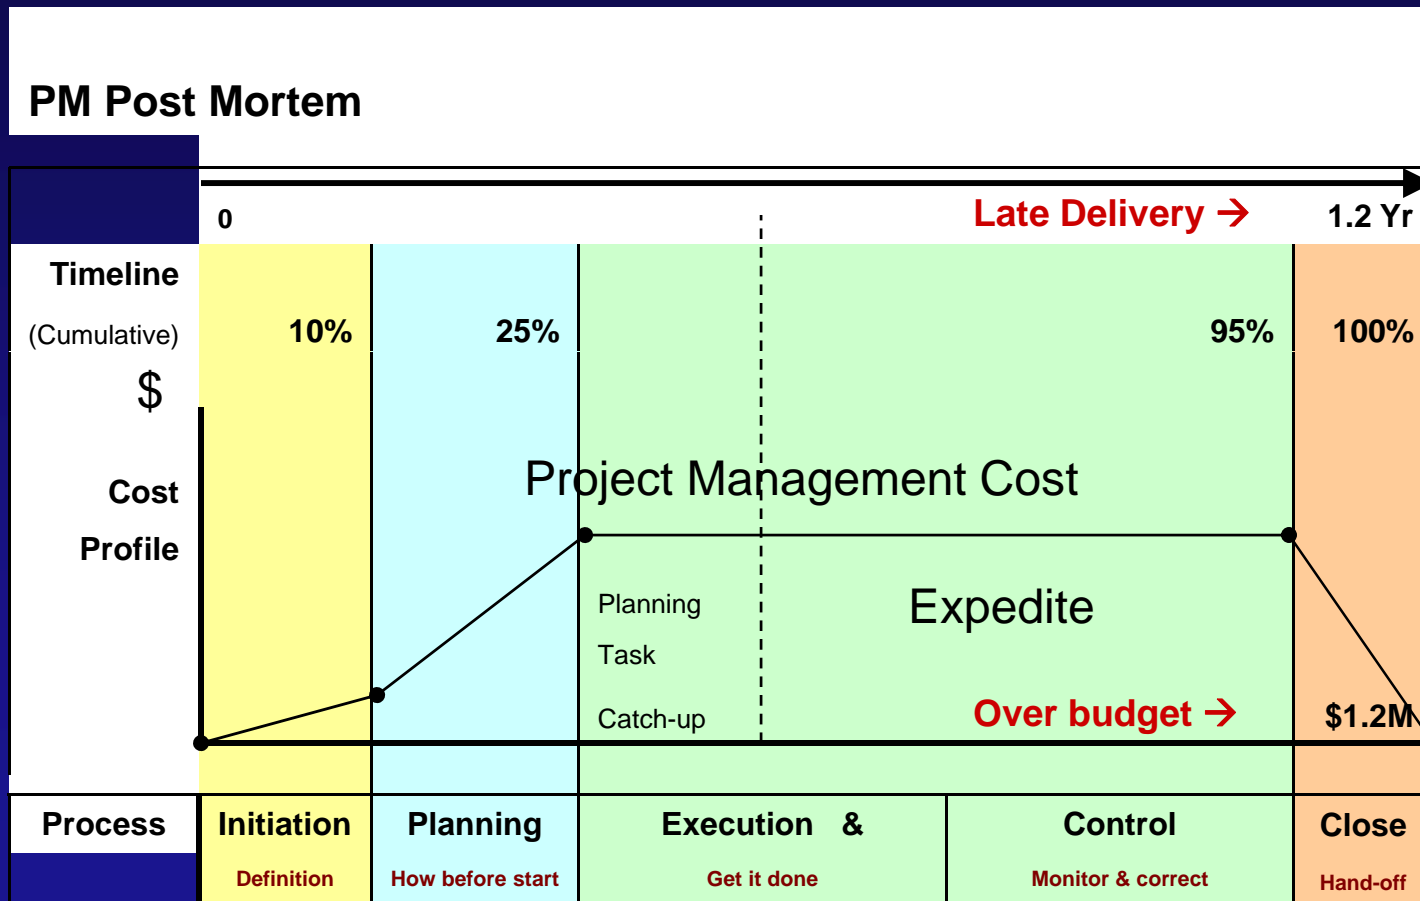 PM Post Mortem
0
Late Delivery →
1.2 Yr
Timeline
(Cumulative)
10%
25%
95%
100%
$
Cost
Profile
Project Management Cost
Planning
Task
Catch-up
Expedite
Over budget →
$1.2M
Process
Initiation
Planning
Execution &
Control
Close
Definition
How before start
Get it done
Monitor & correct
Hand-off